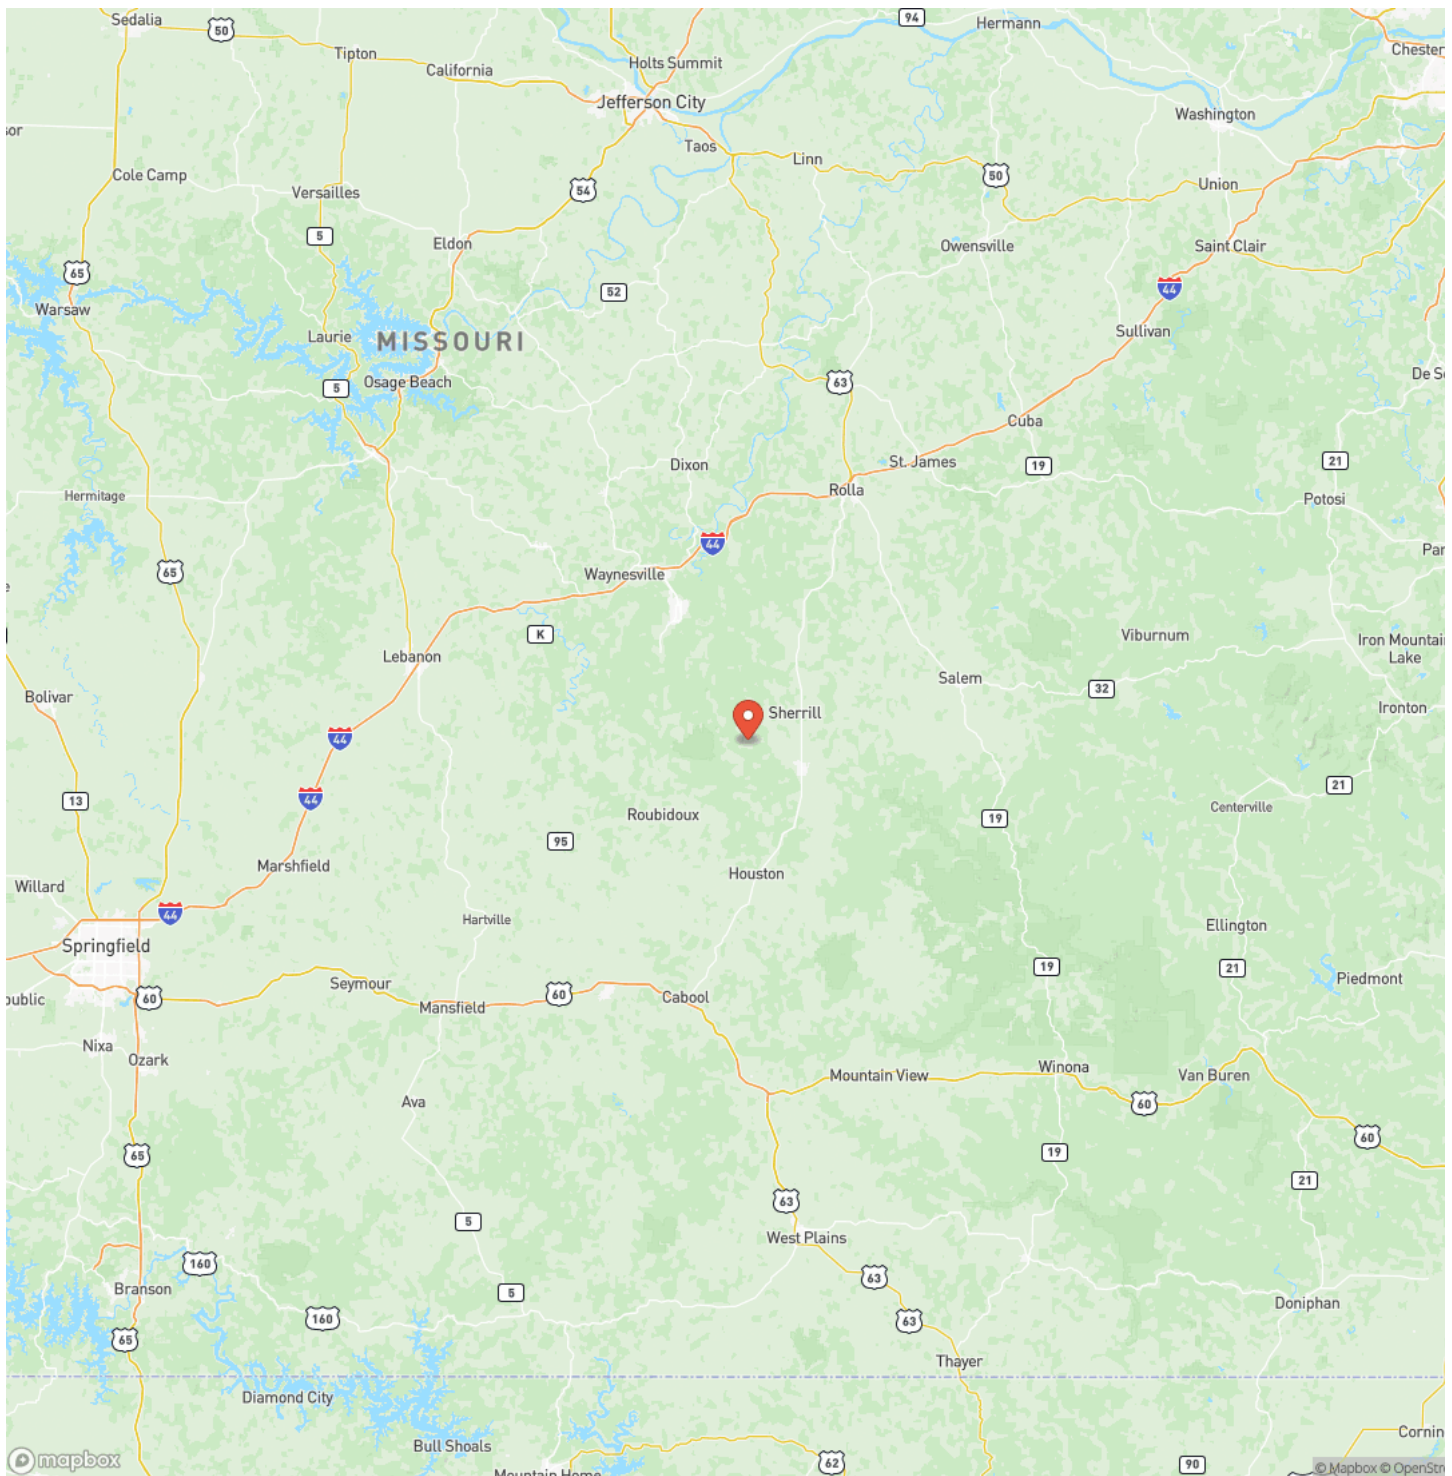 Sedalia
50
94
Hermann
Tipton
California
Holts Summit
Chester
Jefferson City
Washington
sor
Taos
Linn
Cole Camp
Versailles
54
50
Union
5
Eldon
Owensville
Saint Clair
65
52
44
Warsaw
Laurie
MISSOURI
Sullivan
5
Osage Beach
63
De So
Cuba
Dixon
St. James
19
21
Hermitage
Rolla
Potosi
44
65
Waynesville
Par
K
Viburnum
Iron Mountain
Lake
Lebanon
Salem
32
Bolivar
Sherrill
Ironton
44
44
13
21
Roubidoux
19
Centerville
95
Marshfield
Houston
Willard
44
Hartville
Ellington
Springfield
19
21
Piedmont
Seymour
60
Cabool
public
60
Mansfield
Nixa
Ozark
Mountain View
Winona
Van Buren
Ava
60
60
65
19
21
63
5
West Plains
160
63
Branson
5
Doniphan
160
63
65
Thayer
Diamond City
Cornin
Bull Shoals
mapbox
62
90
Mountain Home
© Mapbox © OpenStre